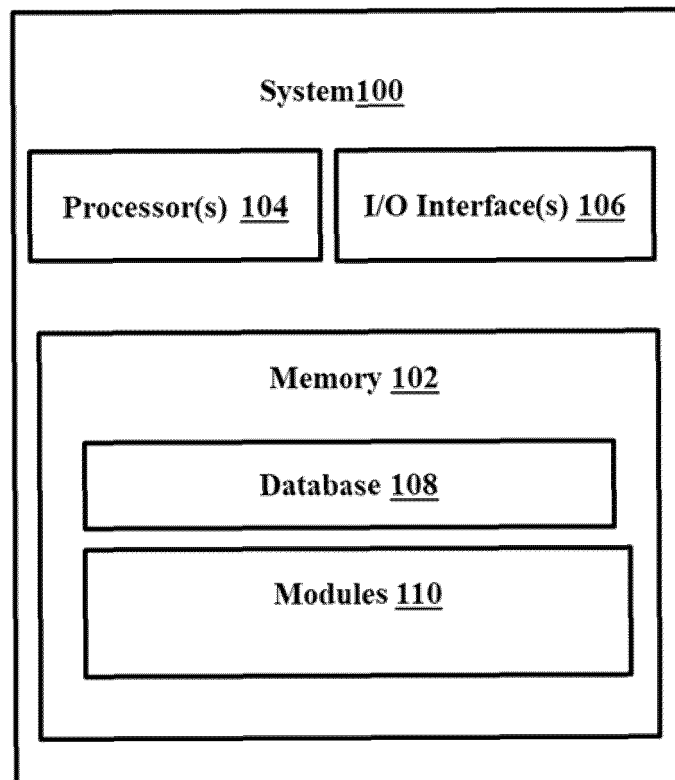 System100
Processor(s) 104
I/O Interface(s) 106
Memory 102
Database 108
Modules 110